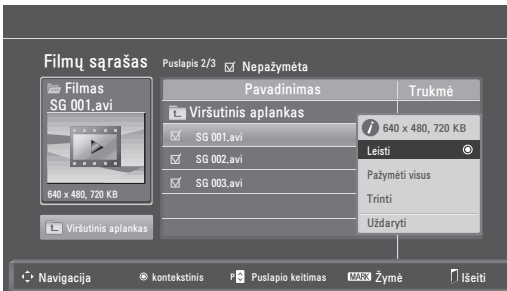 Filmų sąrašas Puslapis 2/3 Nepažymėta
Filmas
SG 001.avi
640 x 480, 720 KB
Viršutinis aplankas
Pavadinimas Trukmė
Viršutinis aplankas
SG 001.avi
SG 002.avi
SG 003.avi
640 x 480, 720 KB
Leisti
Pažymėti visus
Trinti
Uždaryti
Navigacija kontekstinis P Puslapio keitimas MARK Žymė Išeiti